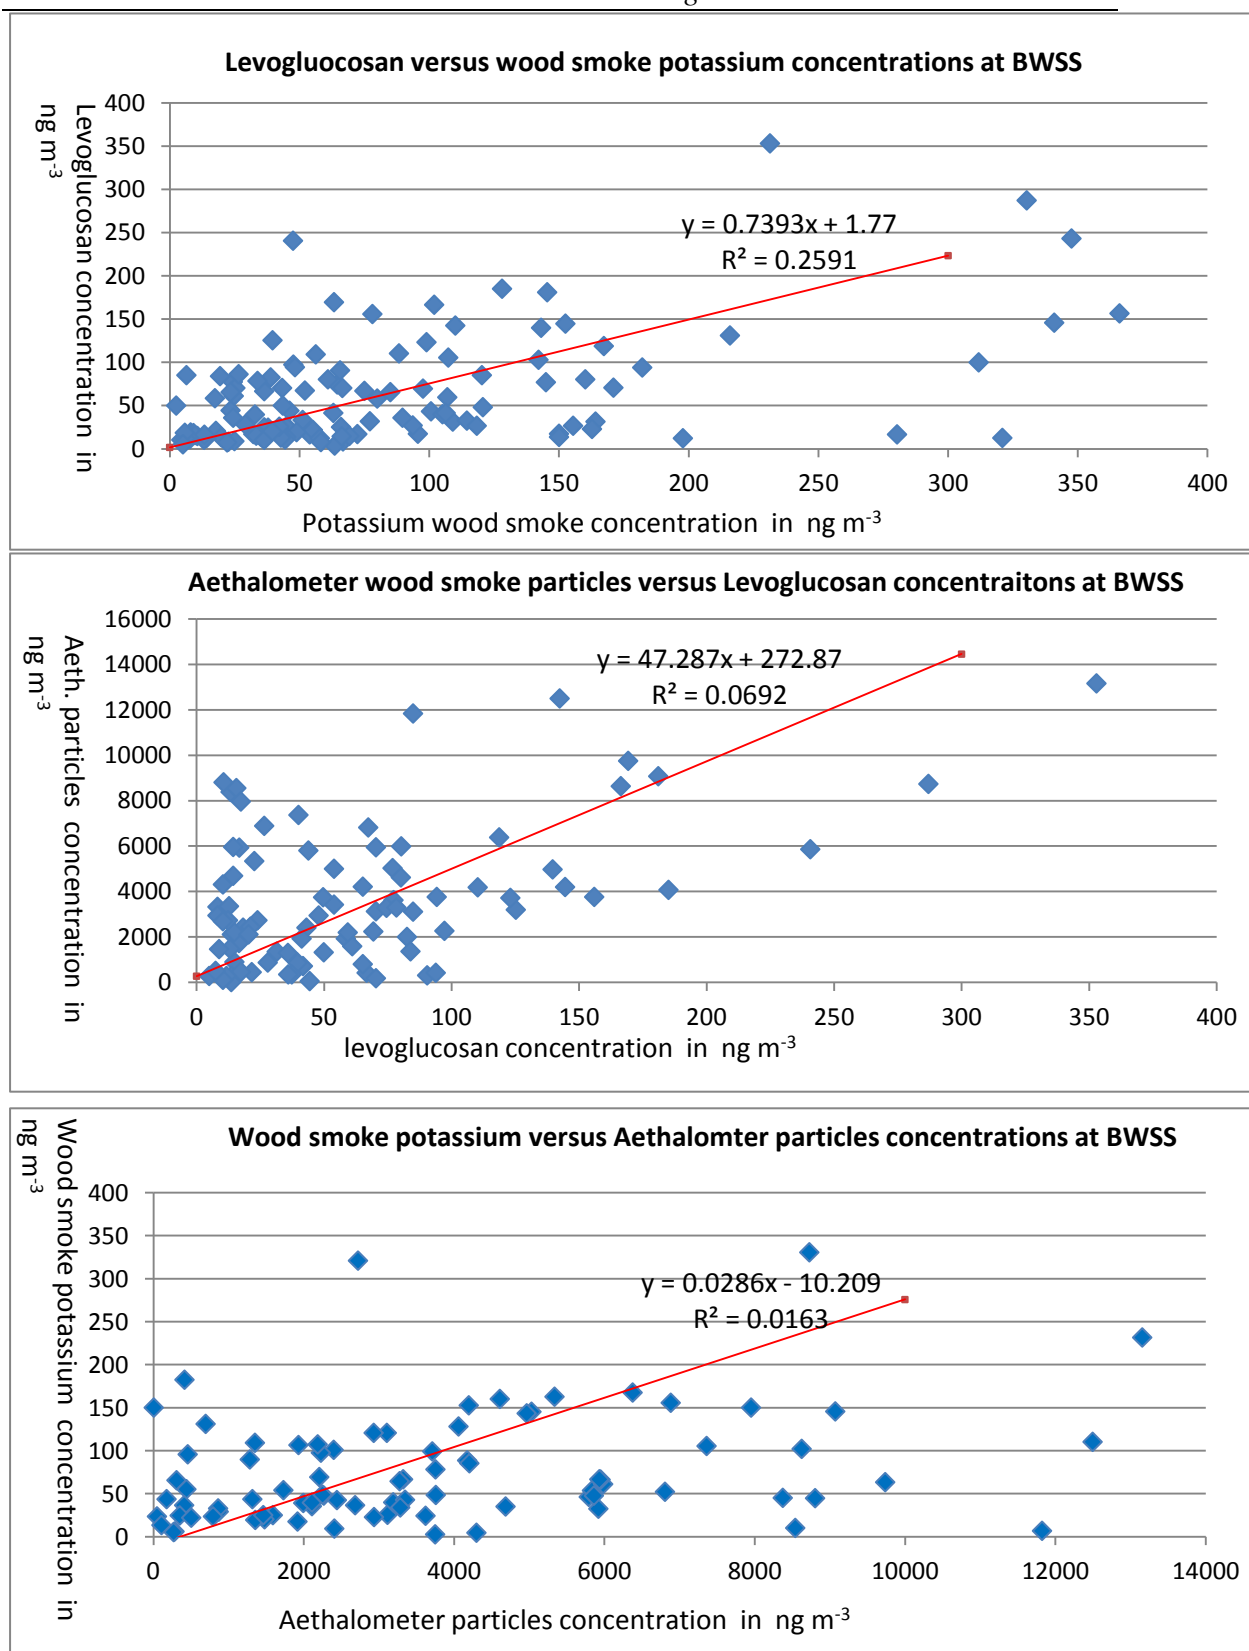 Levogluocosan versus wood smoke potassium concentrations at BWSS
Levoglucosan concentration in
ng m-3
400
350
300
250
200
150
100
50
0
y = 0.7393x + 1.77
R² = 0.2591
0 50 100 150 200 250 300 350 400
Potassium wood smoke concentration in ng m-3
Aethalometer wood smoke particles versus Levoglucosan concentraitons at BWSS
Aeth. particles concentration in
ng m-3
16000
14000
12000
10000
8000
6000
4000
2000
0
y = 47.287x + 272.87
R² = 0.0692
0 50 100 150 200 250 300 350 400
levoglucosan concentration in ng m-3
Wood smoke potassium versus Aethalomter particles concentrations at BWSS
Wood smoke potassium concentration in
ng m-3
400
350
300
250
200
150
100
50
0
y = 0.0286x - 10.209
R² = 0.0163
0 2000 4000 6000 8000 10000 12000 14000
Aethalometer particles concentration in ng m-3